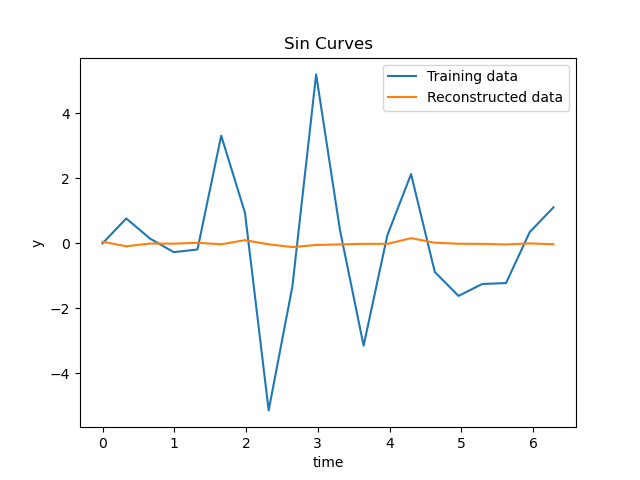 Sin Curves
Training data
Reconstructed data
y
4
2
0
−2
−4
0 1 2 3 4 5 6
time